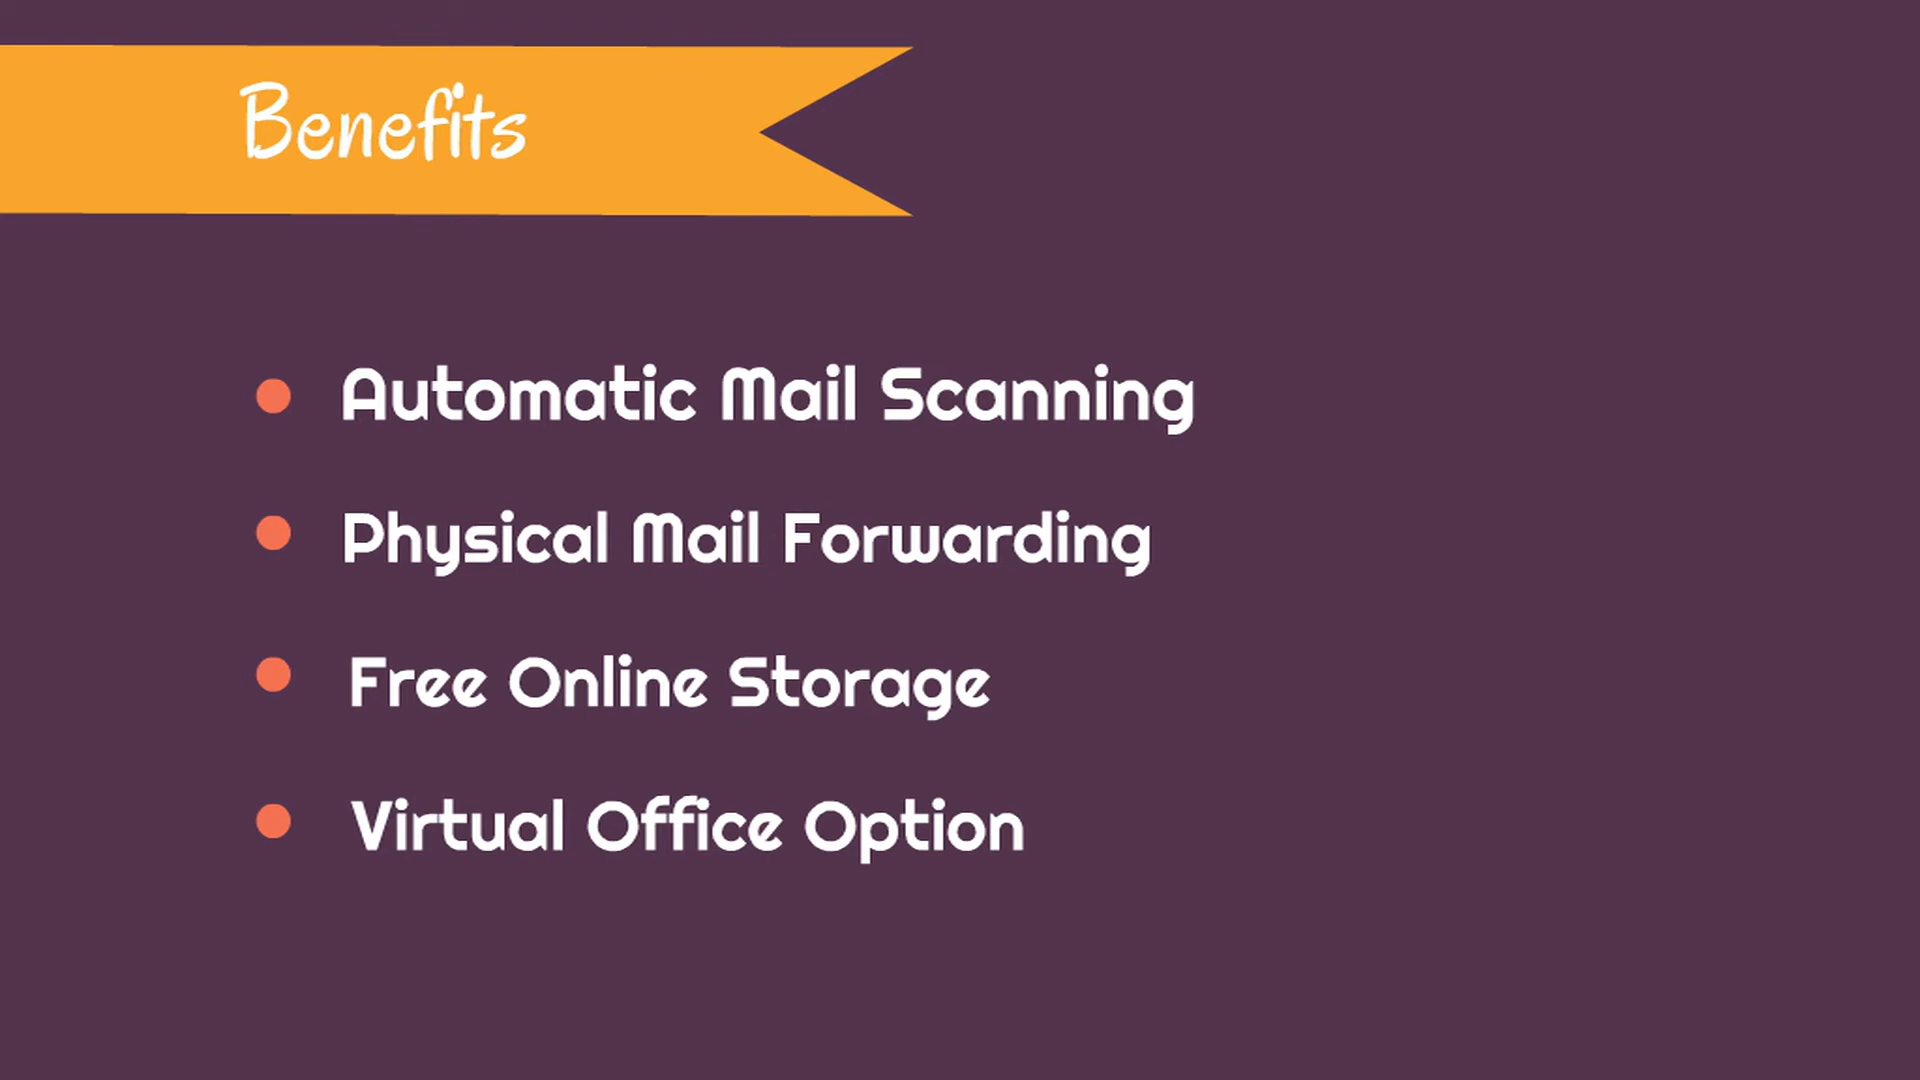 Benefits
Automatic Mail Scanning
Physical Mail Forwarding
Free Online Storage
Virtual Office Option